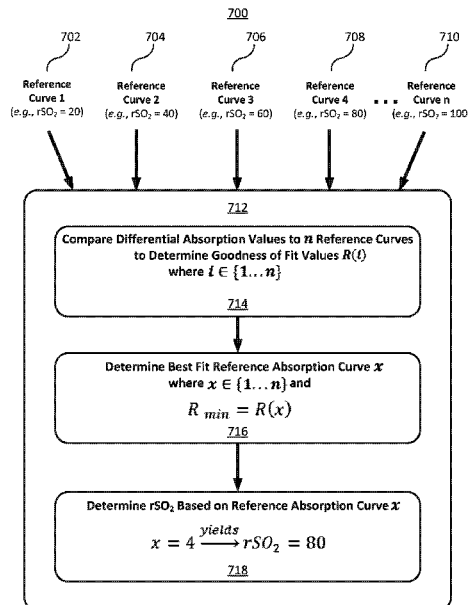 700
702 704 706 708 710
Reference Reference Reference Reference Reference
Curve 1 Curve 2 Curve 3 Curve 4 ... Curve n
(e.g., rSO₂ = 20) (e.g., rSO₂ = 40) (e.g., rSO₂ = 60) (e.g., rSO₂ = 80) (e.g., rSO₂ = 100
712
Compare Differential Absorption Values to n Reference Curves
to Determine Goodness of Fit Values R(i)
where i ∈ {1...n}
714
Determine Best Fit Reference Absorption Curve x
where x ∈ {1...n} and
R min = R(x)
716
Determine rSO₂ Based on Reference Absorption Curve x
yields
x = 4 → rSO₂ = 80
718